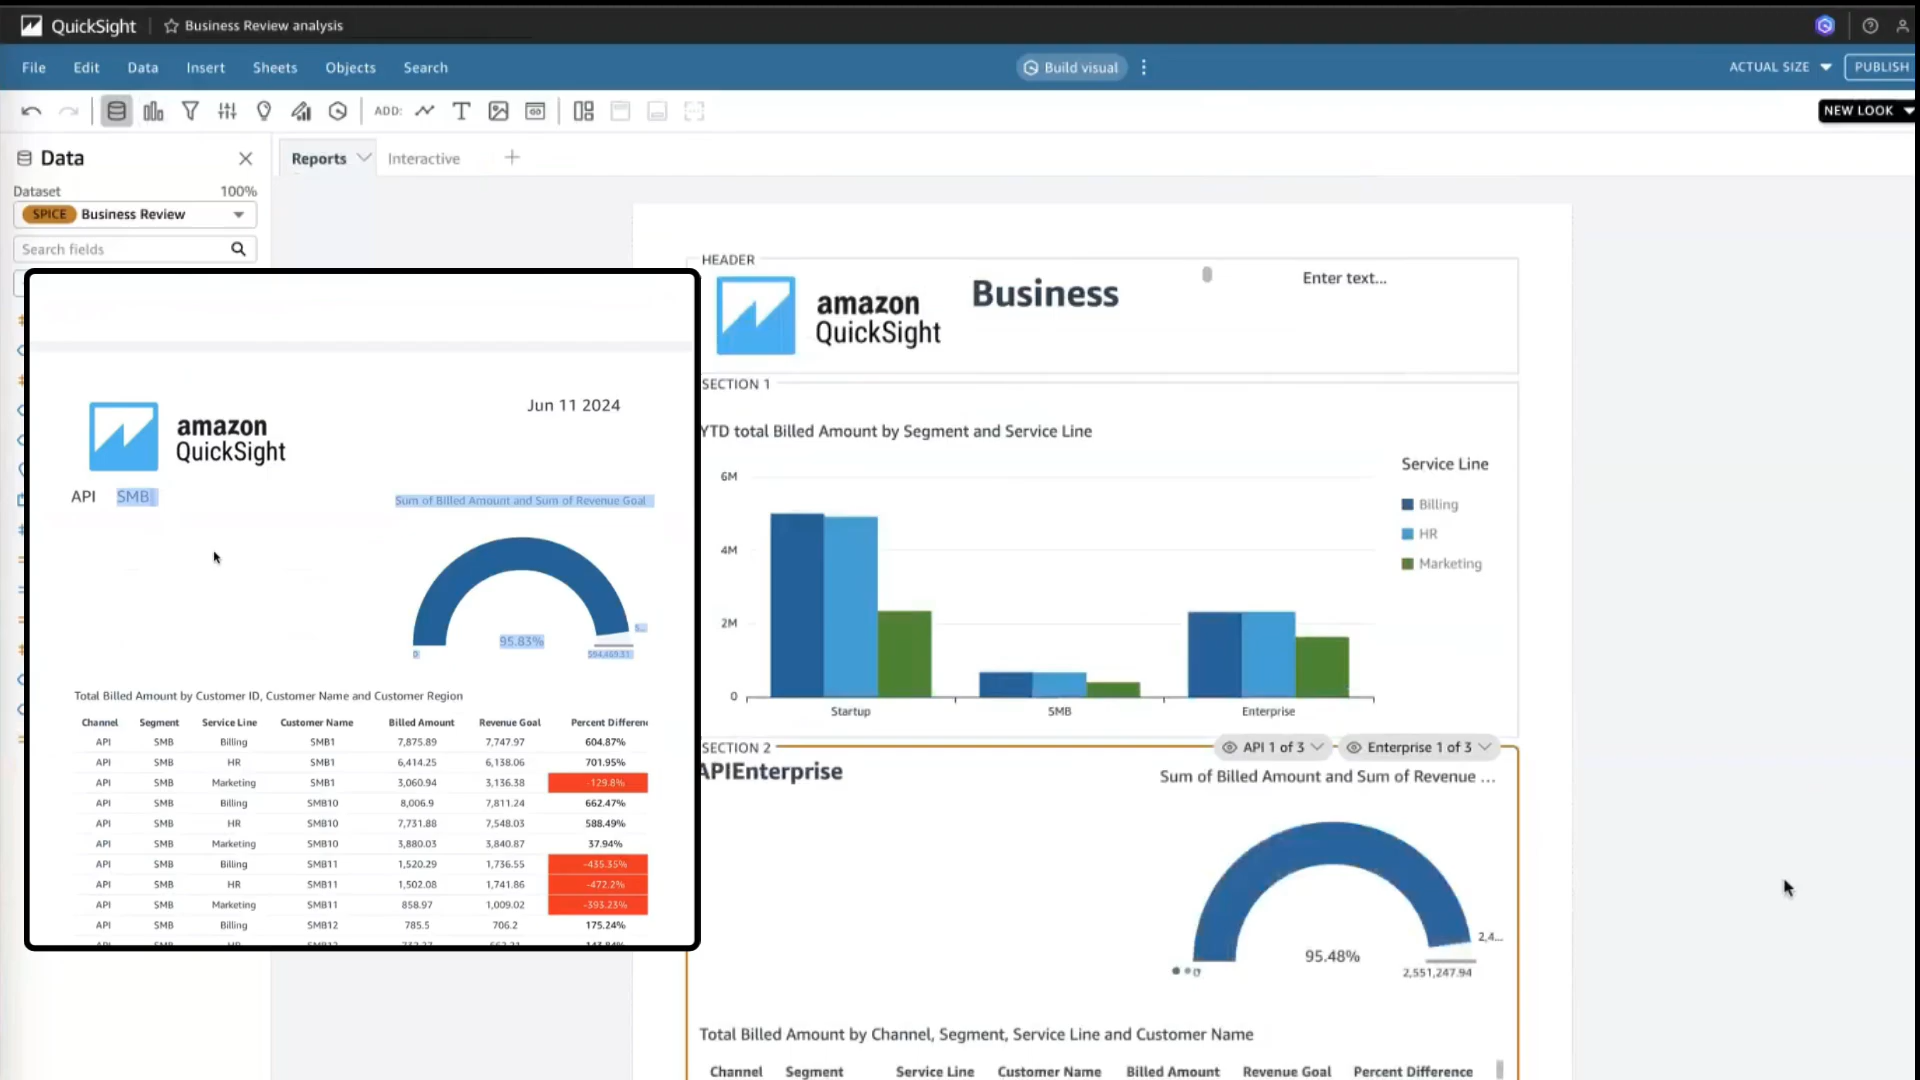 QuickSight
Business Review analysis
File
Edit
Data
Insert
Sheets
Objects
Search
Build visual
ACTUAL SIZE
PUBLISH
ADD:
NEW LOOK
Data
Dataset
100%
SPICE Business Review
Search fields
Reports
Interactive
HEADER
amazon
QuickSight
Business
Enter text...
SECTION 1
YTD total Billed Amount by Segment and Service Line
6M
4M
2M
0
Startup
SMB
Enterprise
Service Line
Billing
HR
Marketing
SECTION 2
API 1 of 3
Enterprise 1 of 3
APIEnterprise
Sum of Billed Amount and Sum of Revenue ...
95.48%
2,4...
0
2,551,247.94
Total Billed Amount by Channel, Segment, Service Line and Customer Name
Channel Segment Service Line Customer Name Billed Amount Revenue Goal Percent Difference
amazon
QuickSight
Jun 11 2024
API SMB
Sum of Billed Amount and Sum of Revenue Goal
95.83%
0
Total Billed Amount by Customer ID, Customer Name and Customer Region
Channel Segment Service Line Customer Name Billed Amount Revenue Goal Percent Differen
API SMB Billing SMB1 7,875.89 7,747.97 604.87%
API SMB HR SMB1 6,414.25 6,138.06 701.95%
API SMB Marketing SMB1 3,060.94 3,136.38 -129.8%
API SMB Billing SMB10 8,006.9 7,811.24 662.47%
API SMB HR SMB10 7,731.88 7,548.03 588.49%
API SMB Marketing SMB10 3,880.03 3,840.87 37.94%
API SMB Billing SMB11 1,520.29 1,736.55 -435.35%
API SMB HR SMB11 1,502.08 1,741.86 -472.2%
API SMB Marketing SMB11 858.97 1,009.02 -393.23%
API SMB Billing SMB12 785.5 706.2 175.24%